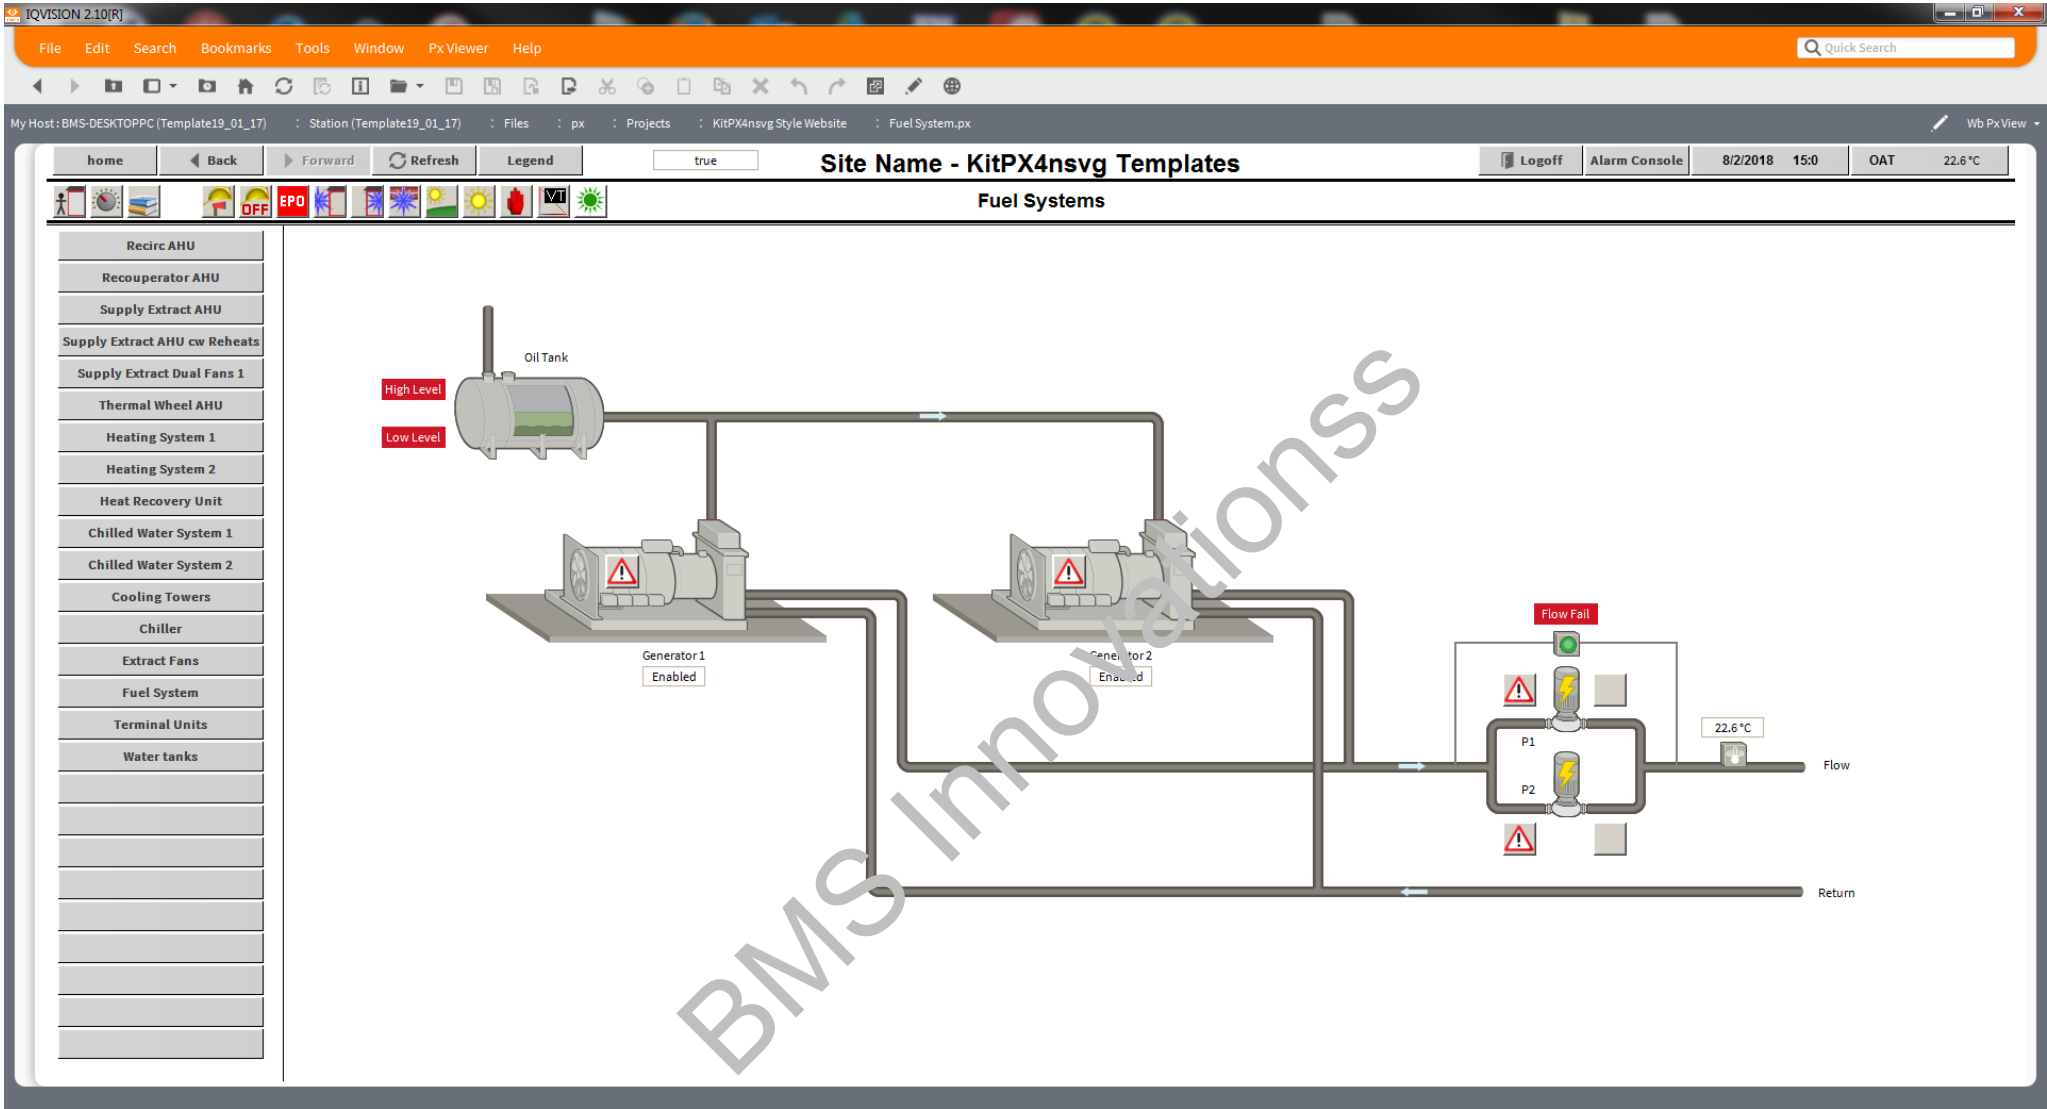 IQVISION 2.10[R]
File Edit Search Bookmarks Tools Window Px Viewer Help
Quick Search
My Host : BMS-DESKTOPPC (Template19_01_17) : Station (Template19_01_17) : Files : px : Projects : KitPX4nsvg Style Website : Fuel System.px
Wb Px View
home Back Forward Refresh Legend
true
Site Name - KitPX4nsvg Templates
Logoff Alarm Console 8/2/2018 15:0 OAT 22.6 °C
OFF EPO VT
Fuel Systems
Recirc AHU
Recouperator AHU
Supply Extract AHU
Supply Extract AHU cw Reheats
Supply Extract Dual Fans 1
Thermal Wheel AHU
Heating System 1
Heating System 2
Heat Recovery Unit
Chilled Water System 1
Chilled Water System 2
Cooling Towers
Chiller
Extract Fans
Fuel System
Terminal Units
Water tanks
Oil Tank
High Level
Low Level
Generator 1
Enabled
Generator 2
Enabled
Flow Fail
P1
P2
22.6 °C
Flow
Return
BMS Innovationss